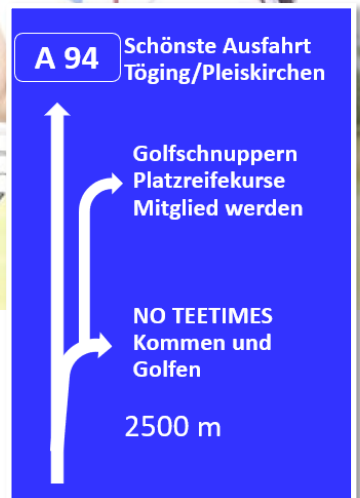 A 94
Schönste Ausfahrt
Töging/Pleiskirchen
Golfschnuppern
Platzreifekurse
Mitglied werden
NO TEETIMES
Kommen und
Golfen
2500 m